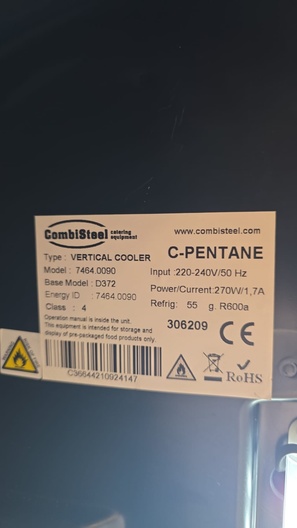 CombiSteel catering equipment
www.combisteel.com
Type : VERTICAL COOLER
C-PENTANE
Model : 7464.0090
Input :220-240V/50 Hz
Base Model : D372
Power/Current:270W/1,7A
Energy ID : 7464.0090
Refrig: 55 g. R600a
Class : 4
Operation manual is inside the unit.
This equipment is intended for storage and
display of pre-packaged food products only.
306209
CE
C36644210924147
RoHS